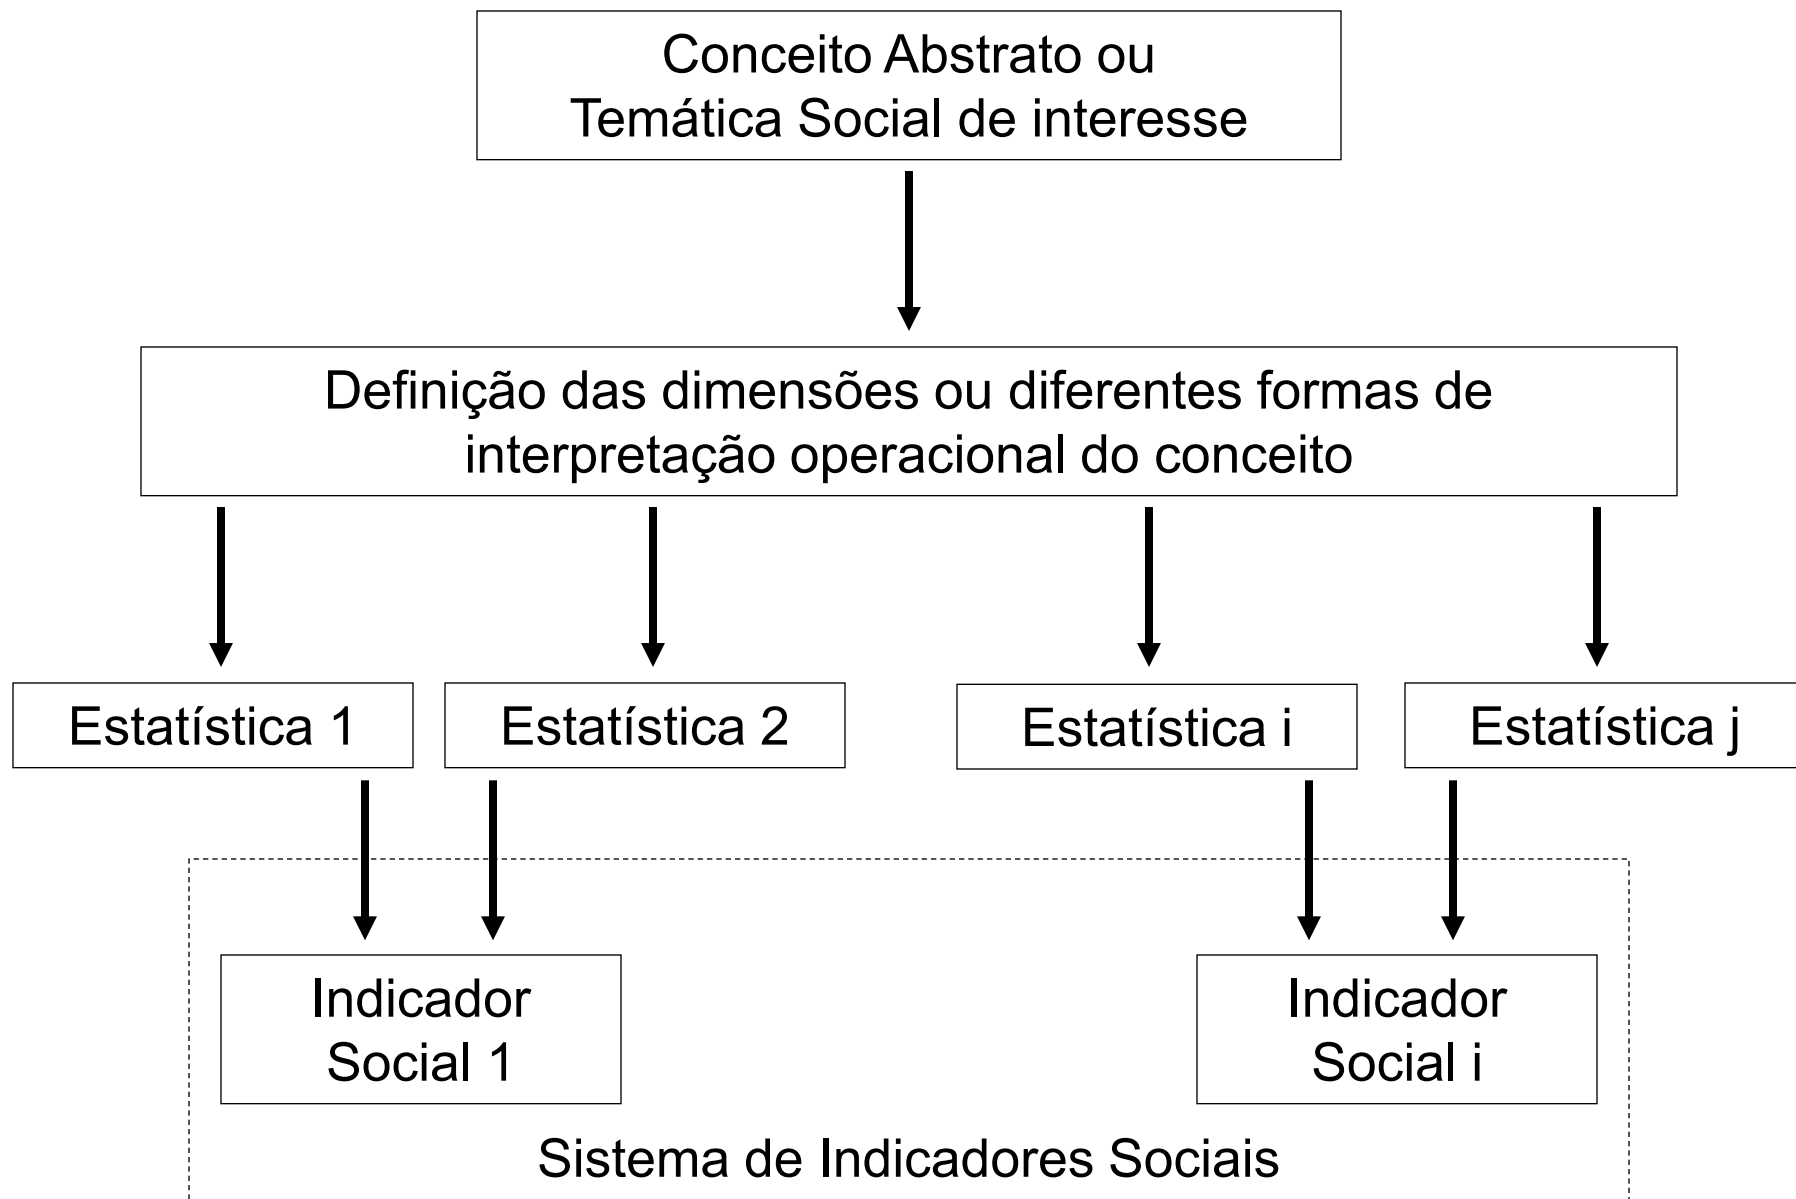 Conceito Abstrato ou
Temática Social de interesse
Definição das dimensões ou diferentes formas de
interpretação operacional do conceito
Estatística 1
Estatística 2
Estatística i
Estatística j
Indicador
Social 1
Indicador
Social i
Sistema de Indicadores Sociais